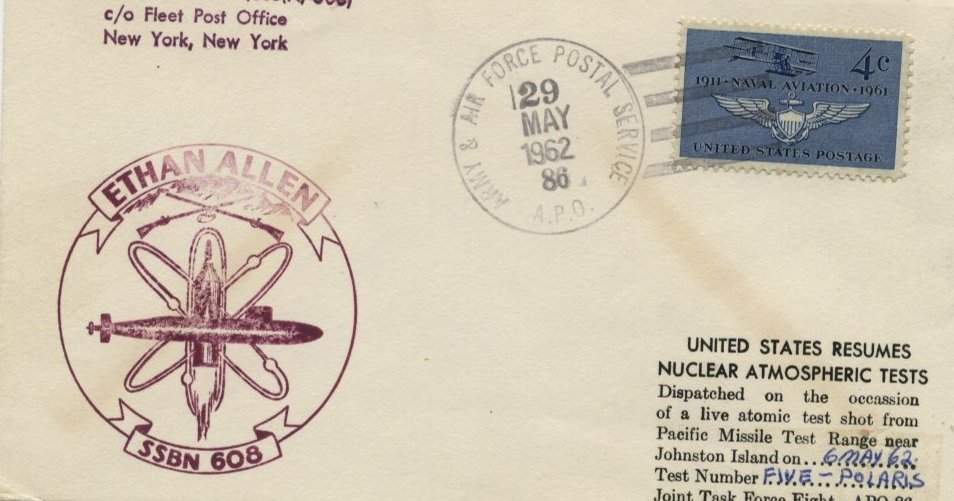 c/o Fleet Post Office
New York, New York
ARMY & AIR FORCE POSTAL SERVICE
29
MAY
1962
86
A.P.O.
4c
1911 · NAVAL AVIATION · 1961
UNITED STATES POSTAGE
ETHAN ALLEN
SSBN 608
UNITED STATES RESUMES
NUCLEAR ATMOSPHERIC TESTS
Dispatched on the occassion
of a live atomic test shot from
Pacific Missile Test Range near
Johnston Island on...6 MAY 62.
Test Number FIVE - POLARIS
Joint Task Force Eight